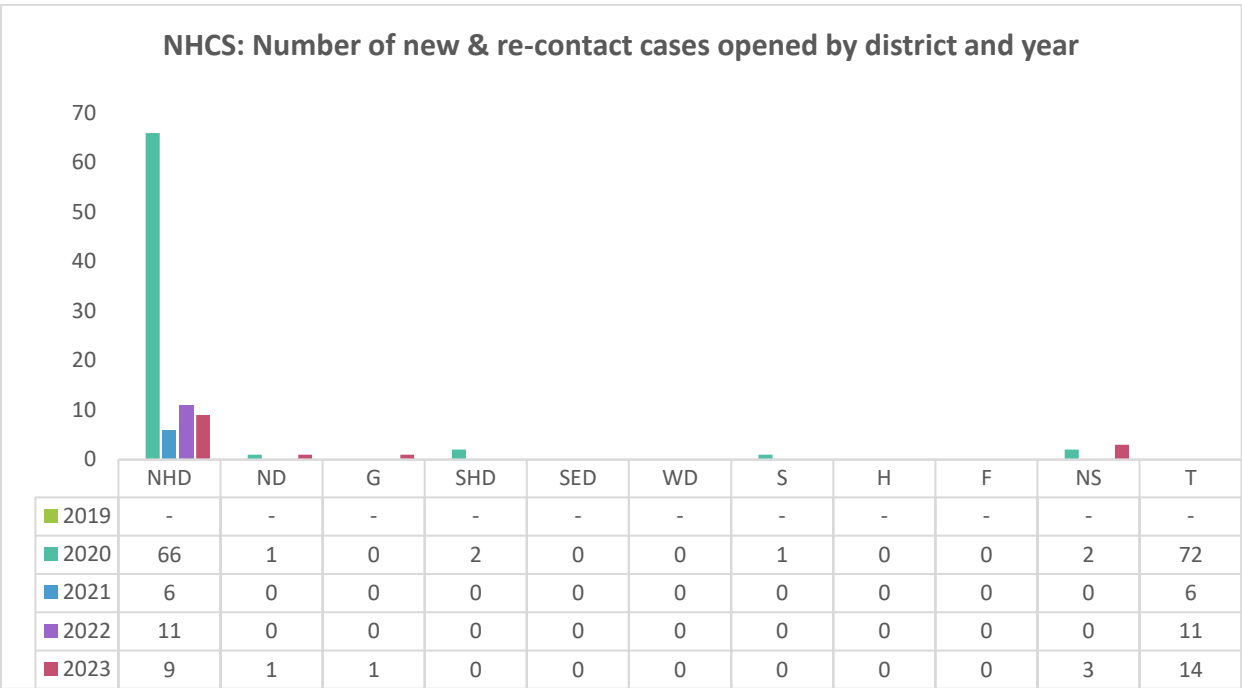 NHCS: Number of new & re-contact cases opened by district and year
70
60
50
40
30
20
10
0
NHD ND G SHD SED WD S H F NS T
2019 - - - - - - - - - - -
2020 66 1 0 2 0 0 1 0 0 2 72
2021 6 0 0 0 0 0 0 0 0 0 6
2022 11 0 0 0 0 0 0 0 0 0 11
2023 9 1 1 0 0 0 0 0 0 3 14